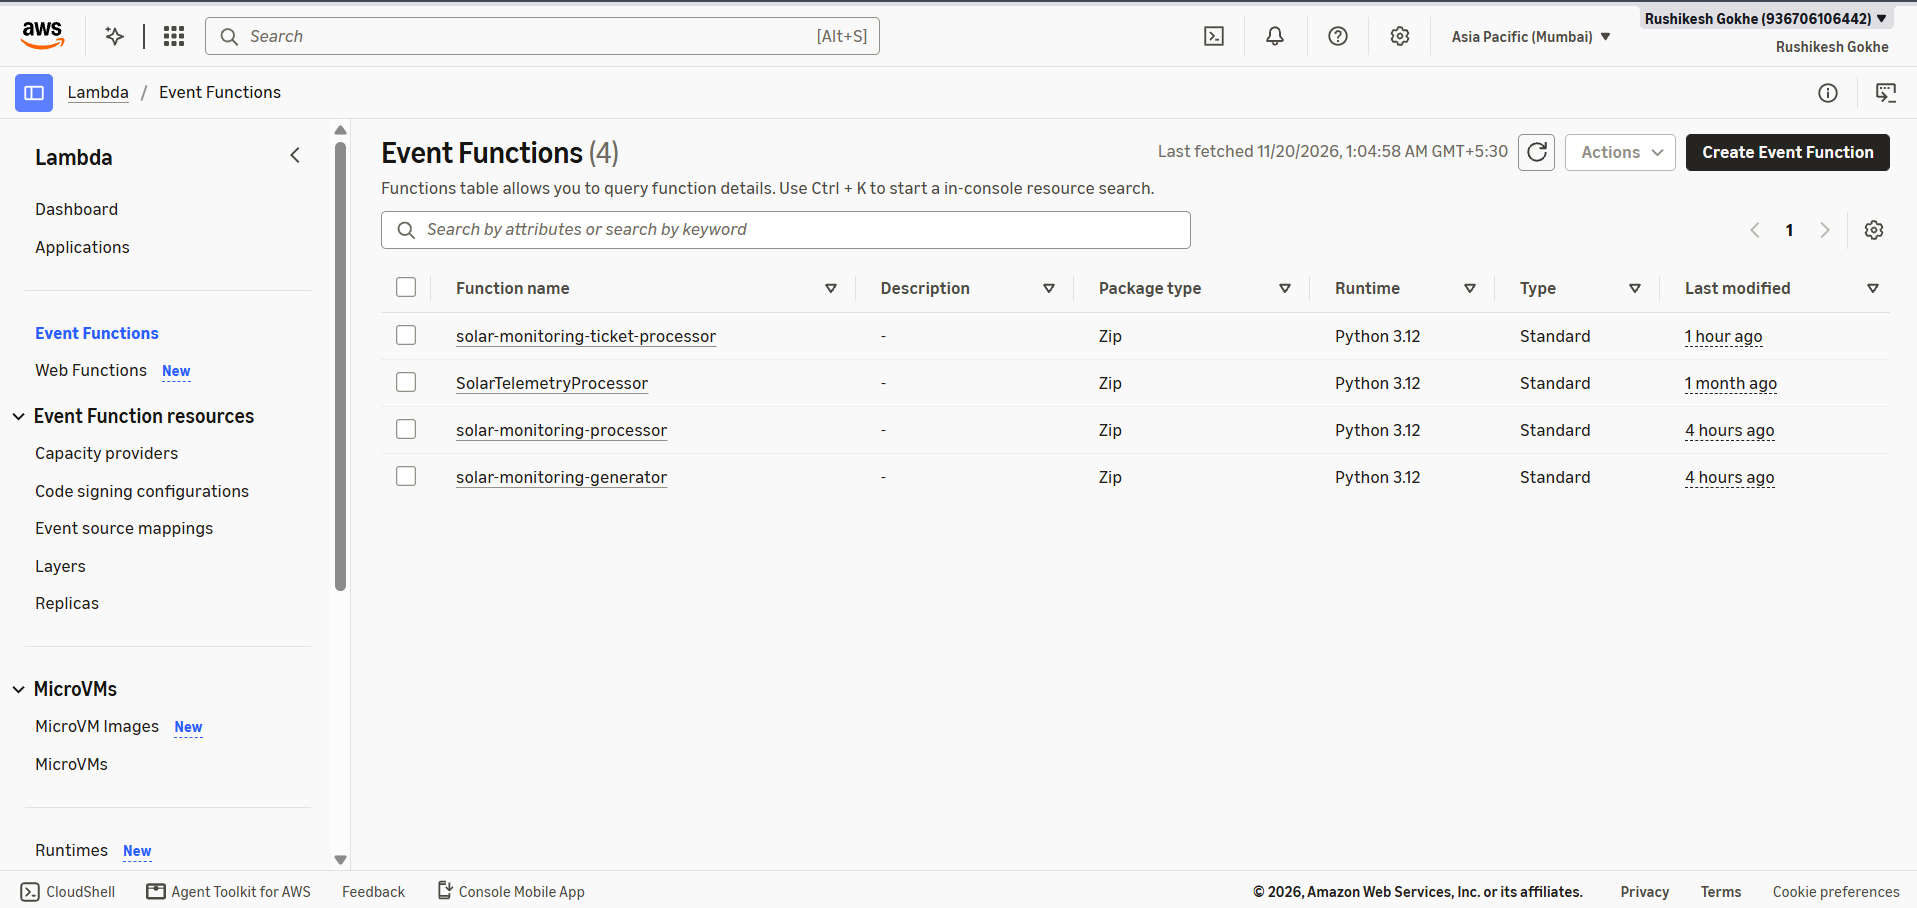 aws
Search [Alt+S]
Asia Pacific (Mumbai)
Rushikesh Gokhe (936706106442)
Rushikesh Gokhe
Lambda / Event Functions
Lambda
Dashboard
Applications
Event Functions
Web Functions New
Event Function resources
Capacity providers
Code signing configurations
Event source mappings
Layers
Replicas
MicroVMs
MicroVM Images New
MicroVMs
Runtimes New
Event Functions (4)
Last fetched 11/20/2026, 1:04:58 AM GMT+5:30
Actions
Create Event Function
Functions table allows you to query function details. Use Ctrl + K to start a in-console resource search.
Search by attributes or search by keyword
1
Function name Description Package type Runtime Type Last modified
solar-monitoring-ticket-processor - Zip Python 3.12 Standard 1 hour ago
SolarTelemetryProcessor - Zip Python 3.12 Standard 1 month ago
solar-monitoring-processor - Zip Python 3.12 Standard 4 hours ago
solar-monitoring-generator - Zip Python 3.12 Standard 4 hours ago
CloudShell Agent Toolkit for AWS Feedback Console Mobile App
© 2026, Amazon Web Services, Inc. or its affiliates. Privacy Terms Cookie preferences